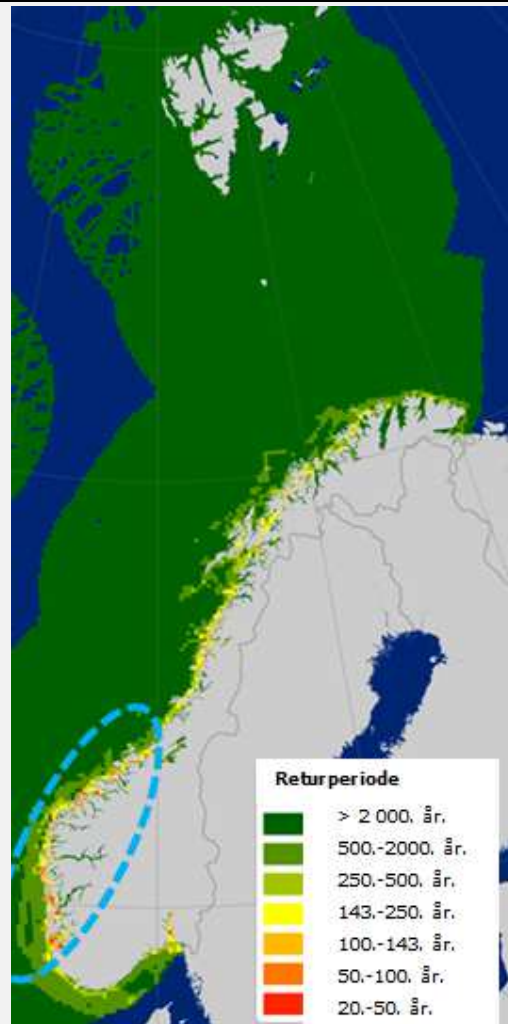 Returperiode
> 2 000. år.
500.-2000. år.
250.-500. år.
143.-250. år.
100.-143. år.
50.-100. år.
20.-50. år.